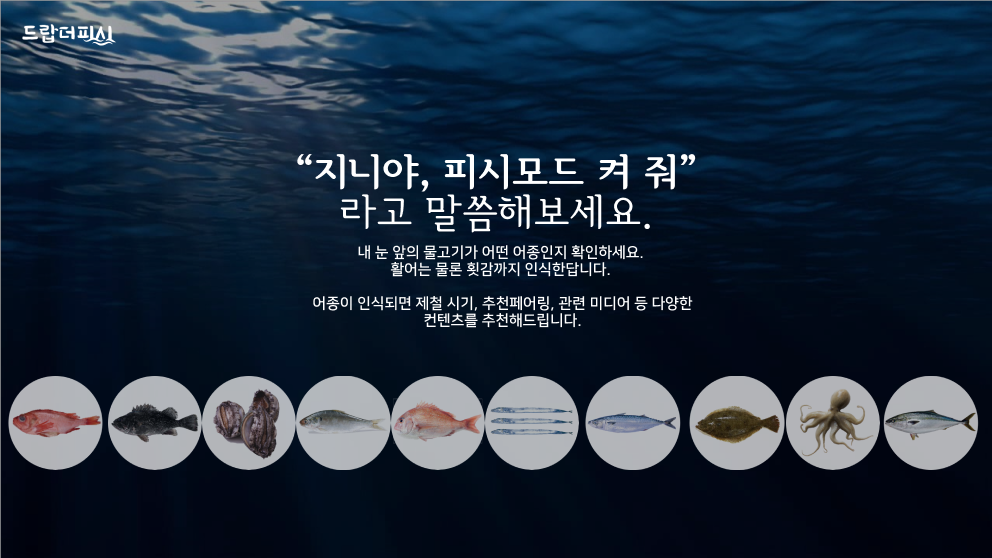 드랍더피시
“지니야, 피시모드 켜 줘”
라고 말씀해보세요.
내 눈 앞의 물고기가 어떤 어종인지 확인하세요.
활어는 물론 횟감까지 인식한답니다.
어종이 인식되면 제철 시기, 추천페어링, 관련 미디어 등 다양한
컨텐츠를 추천해드립니다.